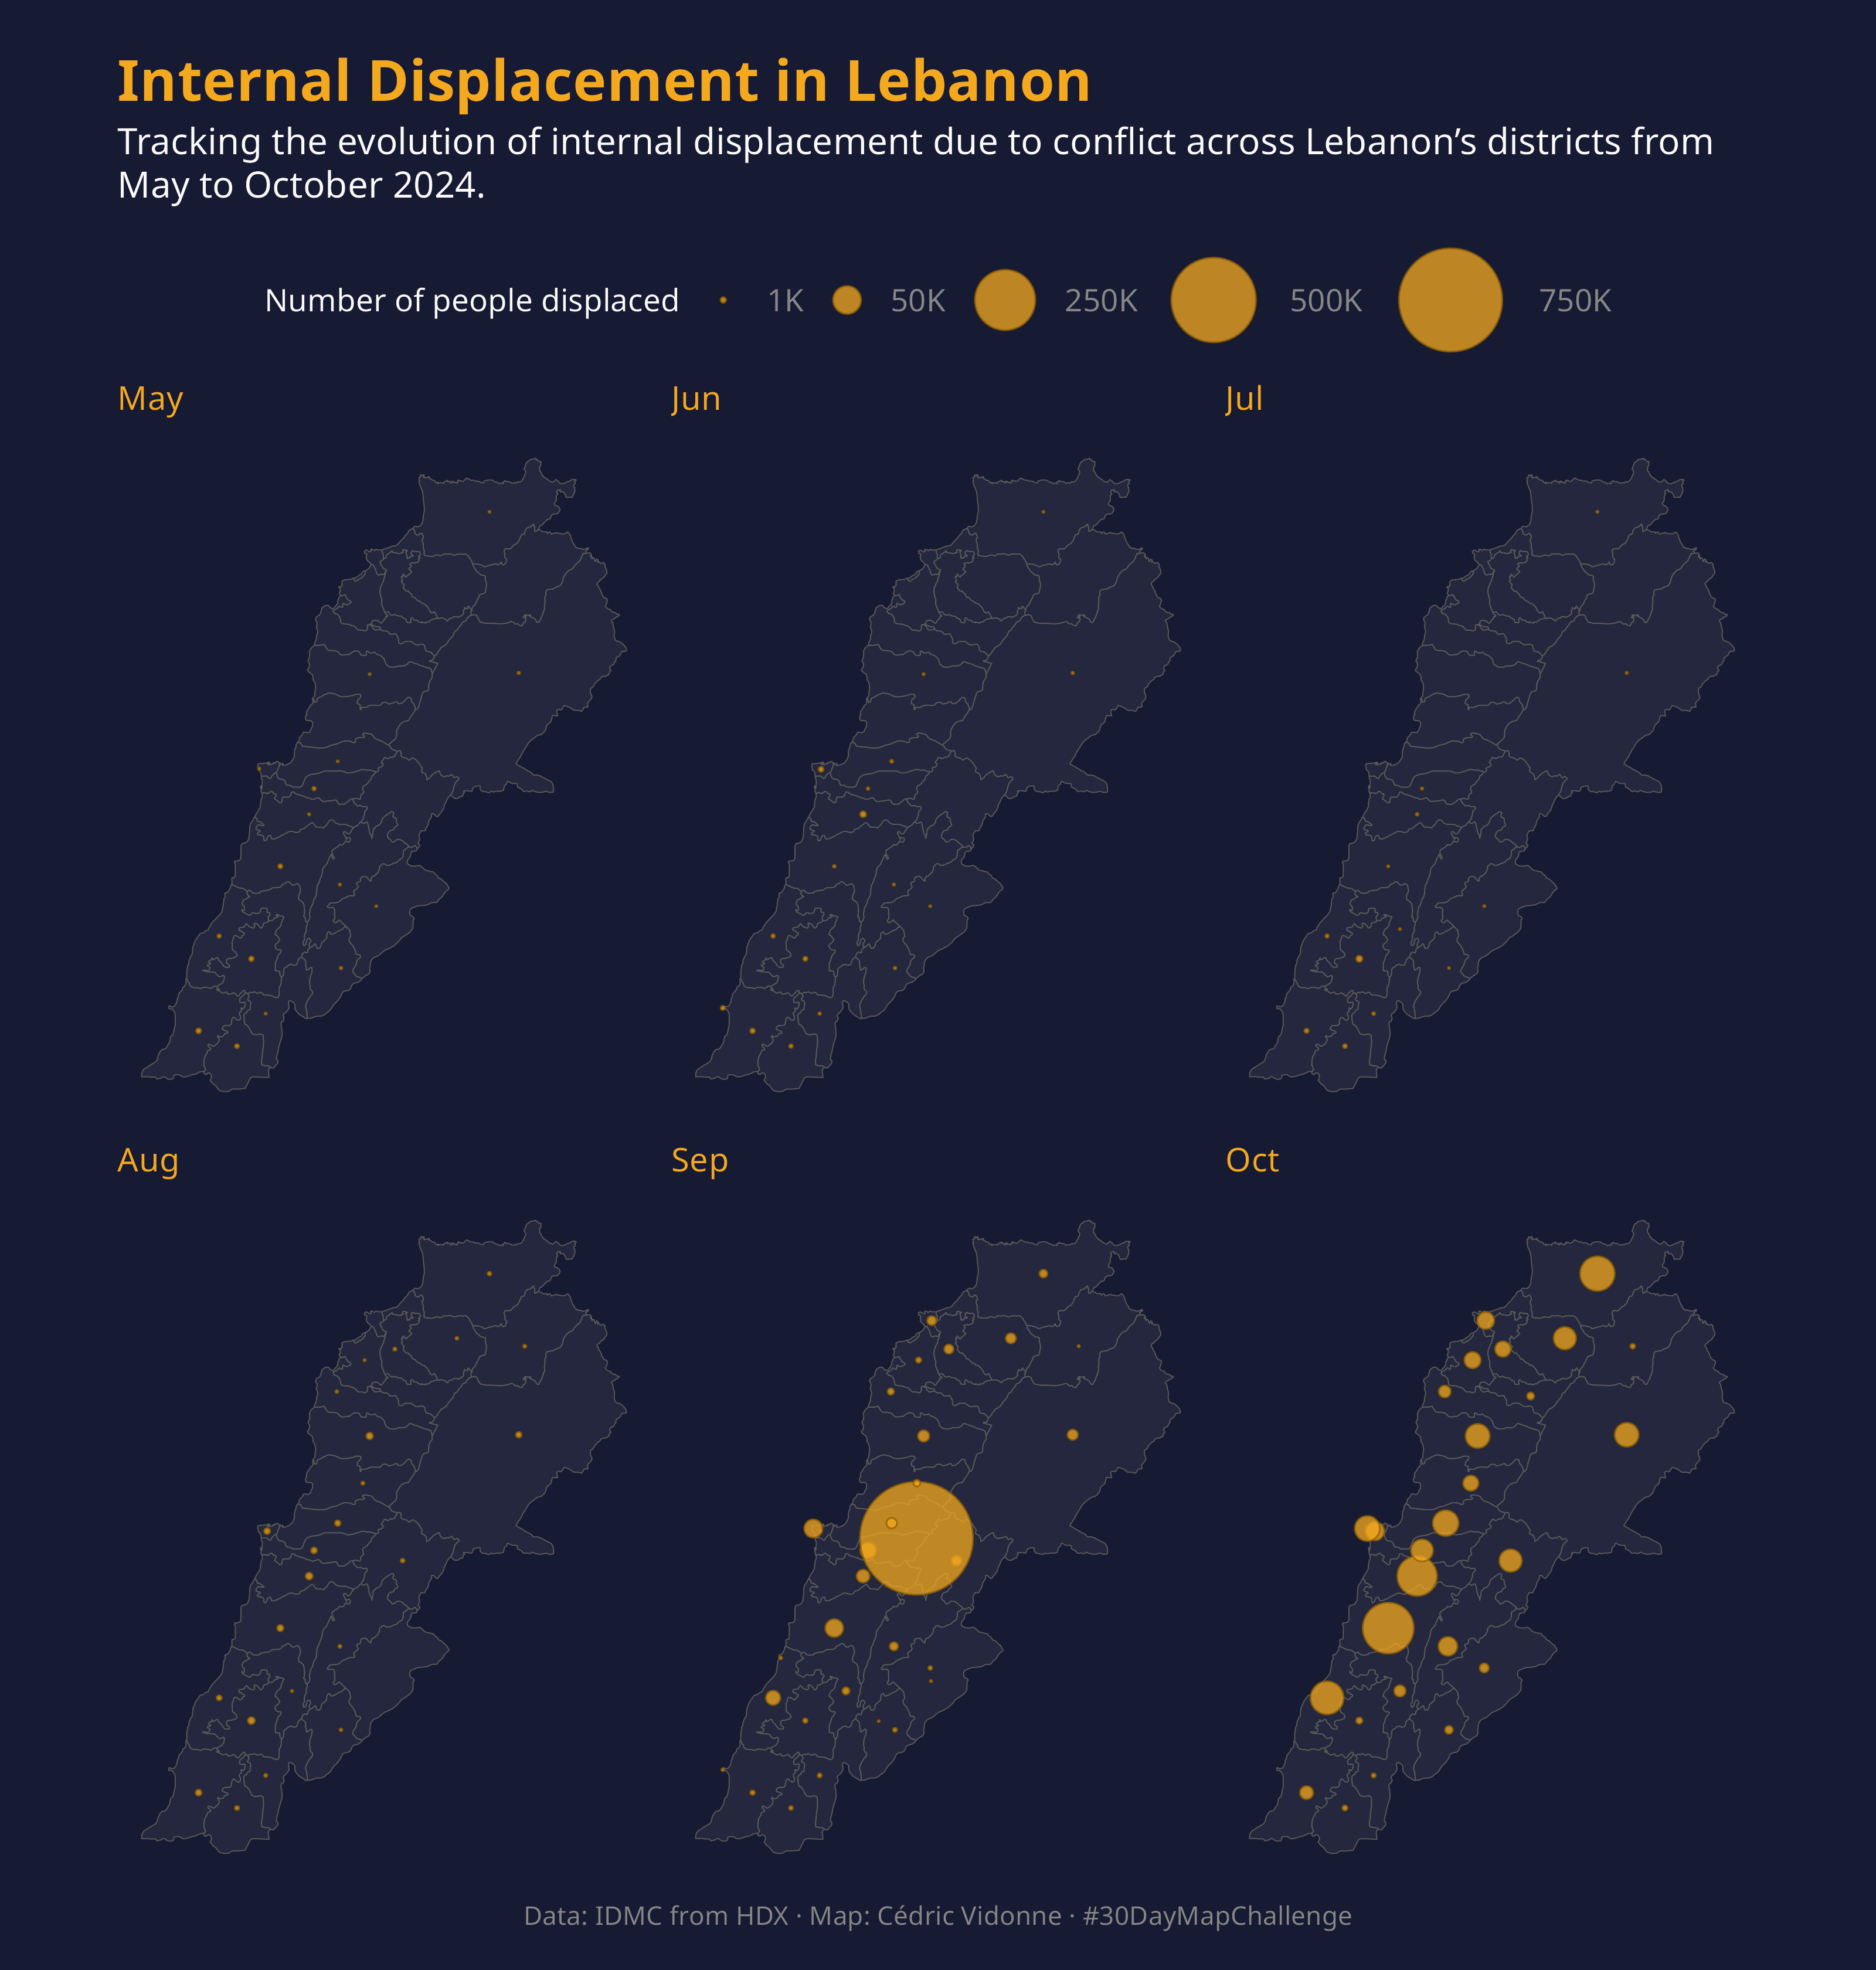 Internal Displacement in Lebanon
Tracking the evolution of internal displacement due to conflict across Lebanon’s districts from
May to October 2024.
Number of people displaced 1K 50K 250K 500K 750K
May Jun Jul
Aug Sep Oct
Data: IDMC from HDX · Map: Cédric Vidonne · #30DayMapChallenge